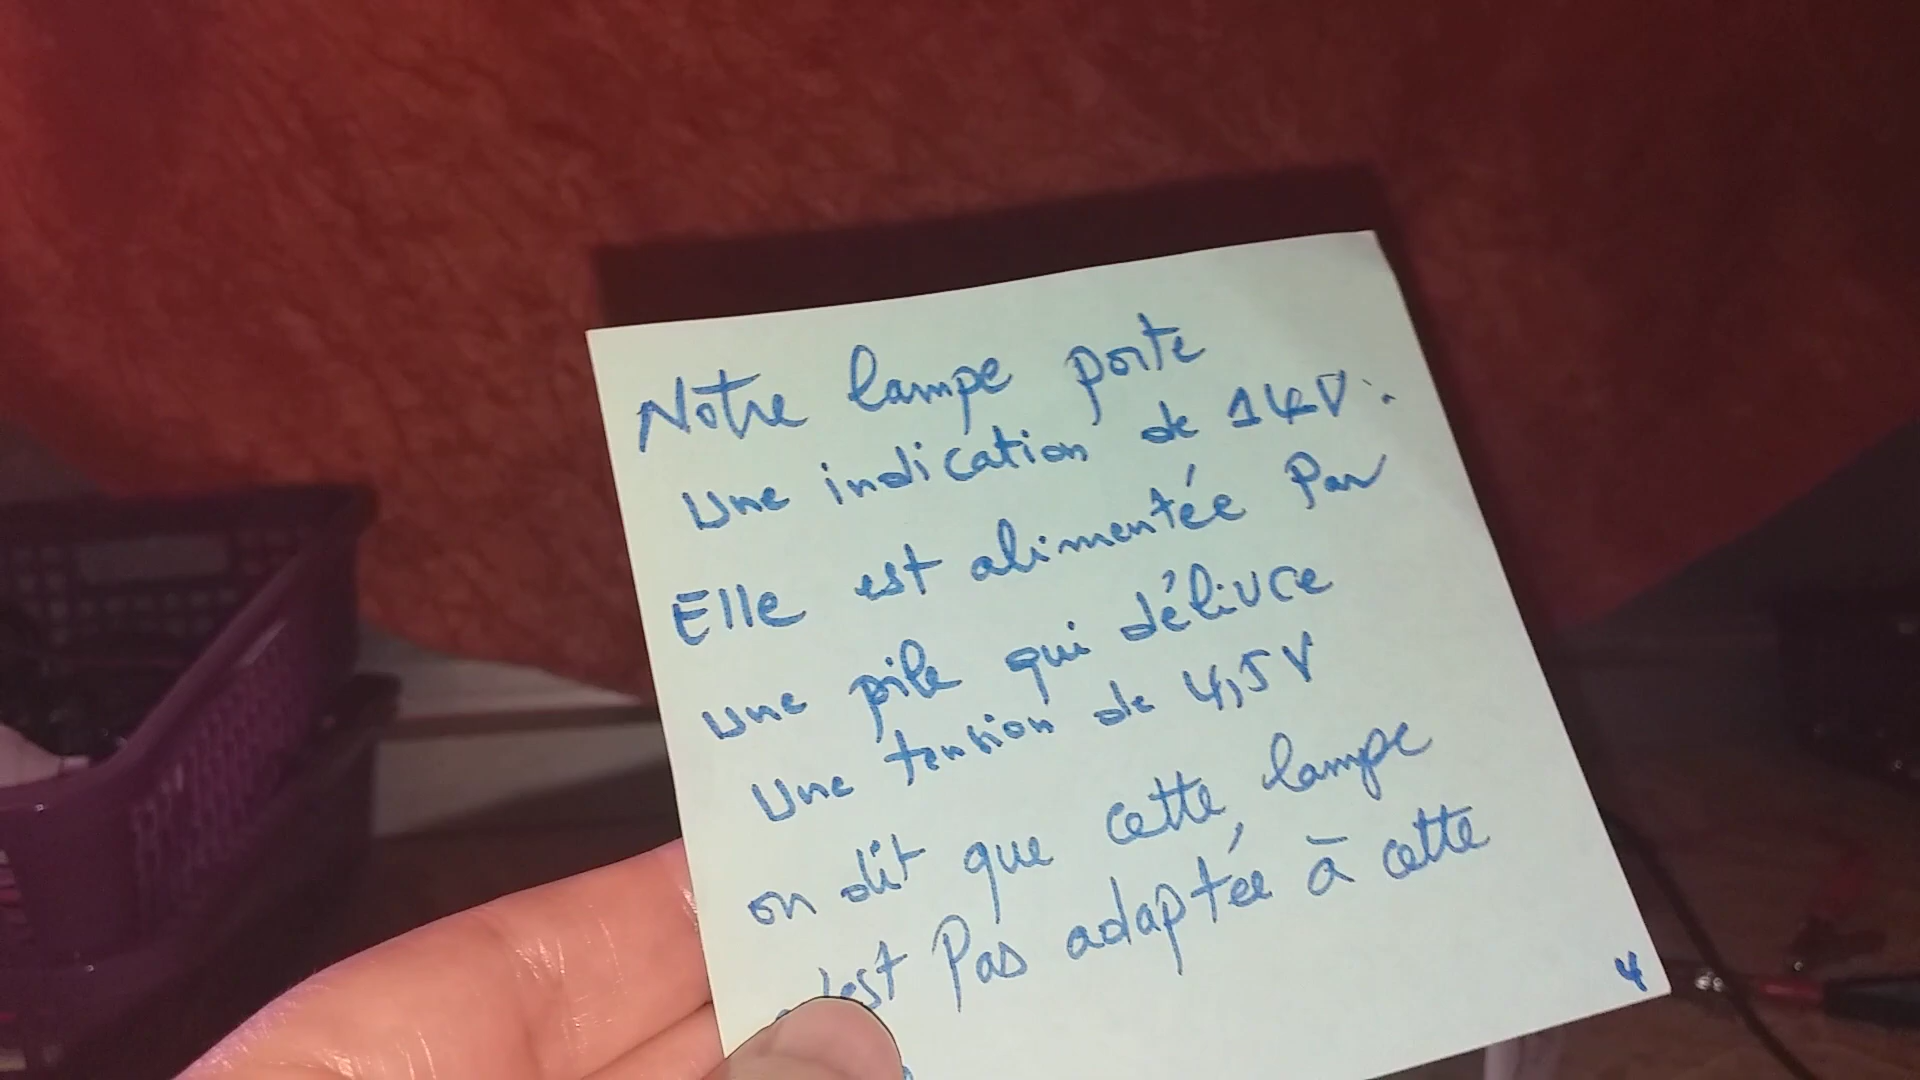 Notre lampe porte
une indication de 14V.
Elle est alimentée par
une pile qui délivre
une tension de 4,5V
on dit que cette lampe
n'est pas adaptée à cette
4